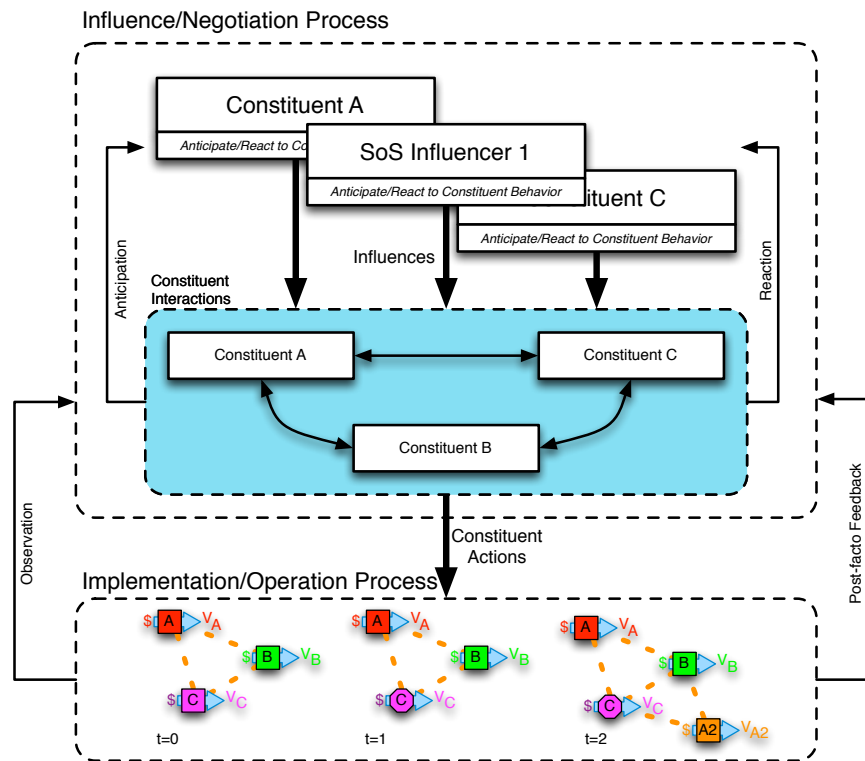 Influence/Negotiation Process
Constituent A
Anticipate/React to Co
SoS Influencer 1
Anticipate/React to Constituent Behavior
ituent C
Anticipate/React to Constituent Behavior
Influences
Anticipation
Reaction
Constituent
Interactions
Constituent A
Constituent C
Constituent B
Observation
Post-facto Feedback
Constituent
Actions
Implementation/Operation Process
$ A VA
$ B VB
$ C VC
t=0
$ A VA
$ B VB
$ C VC
t=1
$ A VA
$ B VB
$ C VC
$ A2 VA2
t=2